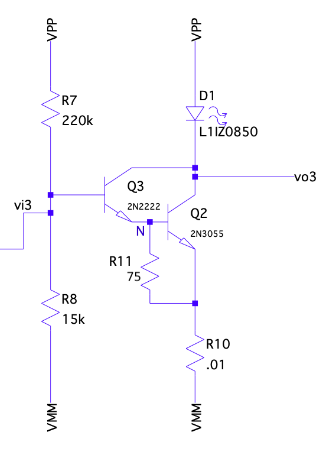 VPP
VPP
R7
220k
D1
L1IZ0850
Q3
2N2222
vo3
vi3
Q2
2N3055
N
R11
75
R8
15k
R10
.01
VMM
VMM